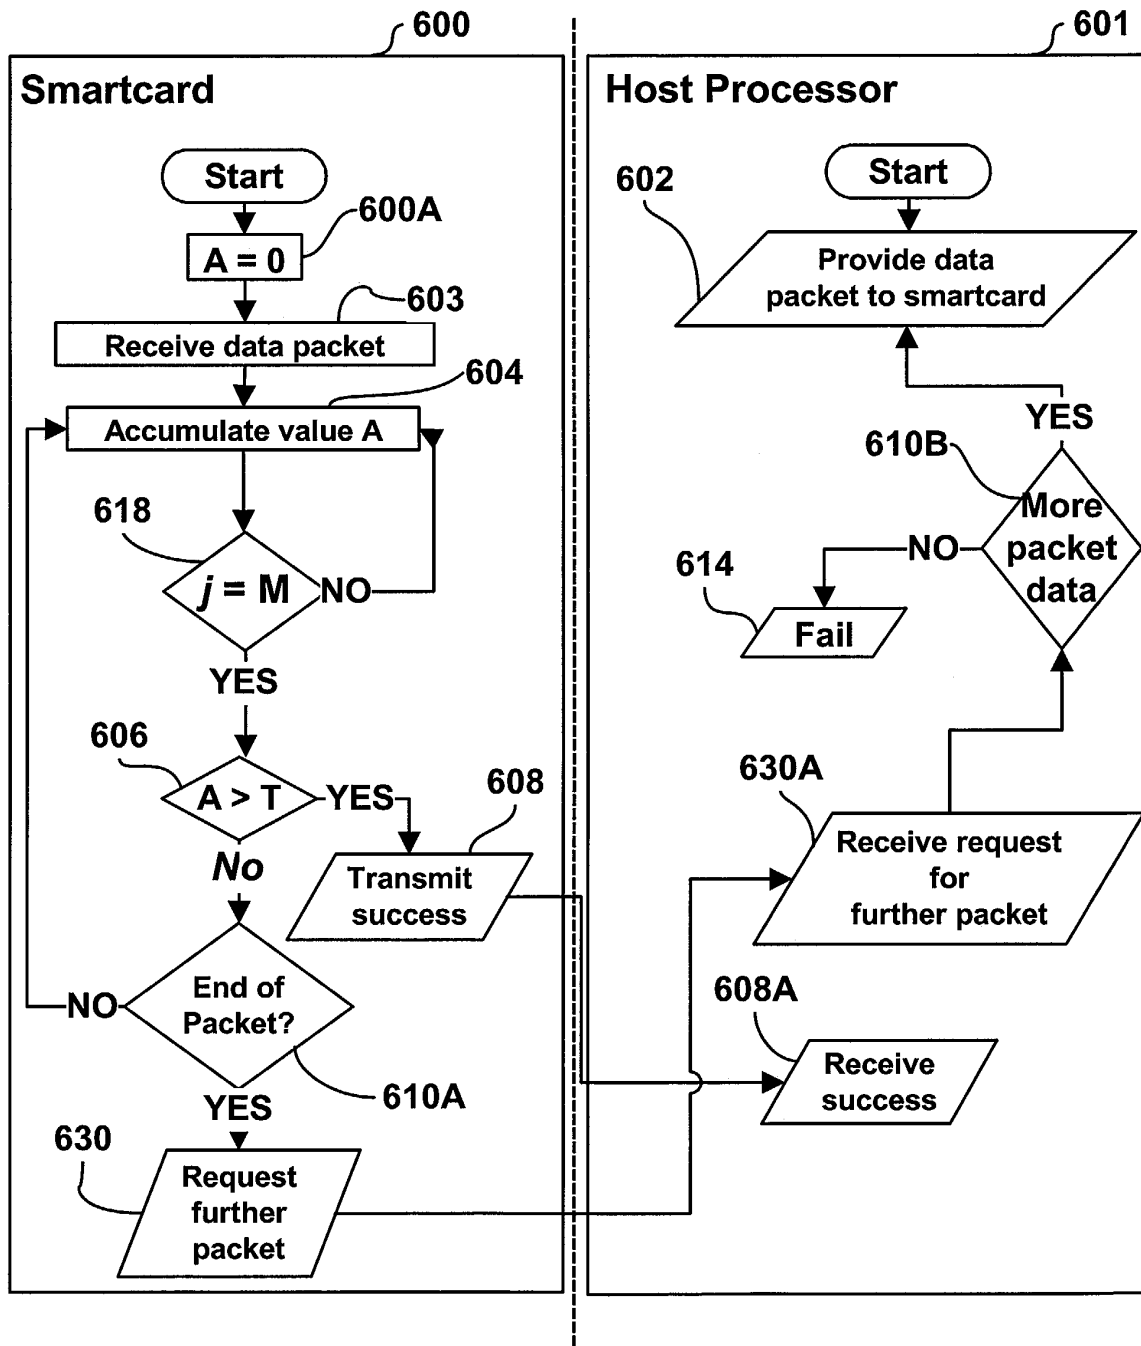 600
601
Smartcard
Host Processor
Start
600A
A = 0
603
Receive data packet
604
Accumulate value A
618
j = M
NO
YES
606
A > T
YES
608
No
Transmit
success
End of
Packet?
NO
610A
YES
630
Request
further
packet
Start
602
Provide data
packet to smartcard
YES
610B
More
packet
data
NO
614
Fail
630A
Receive request
for
further packet
608A
Receive
success